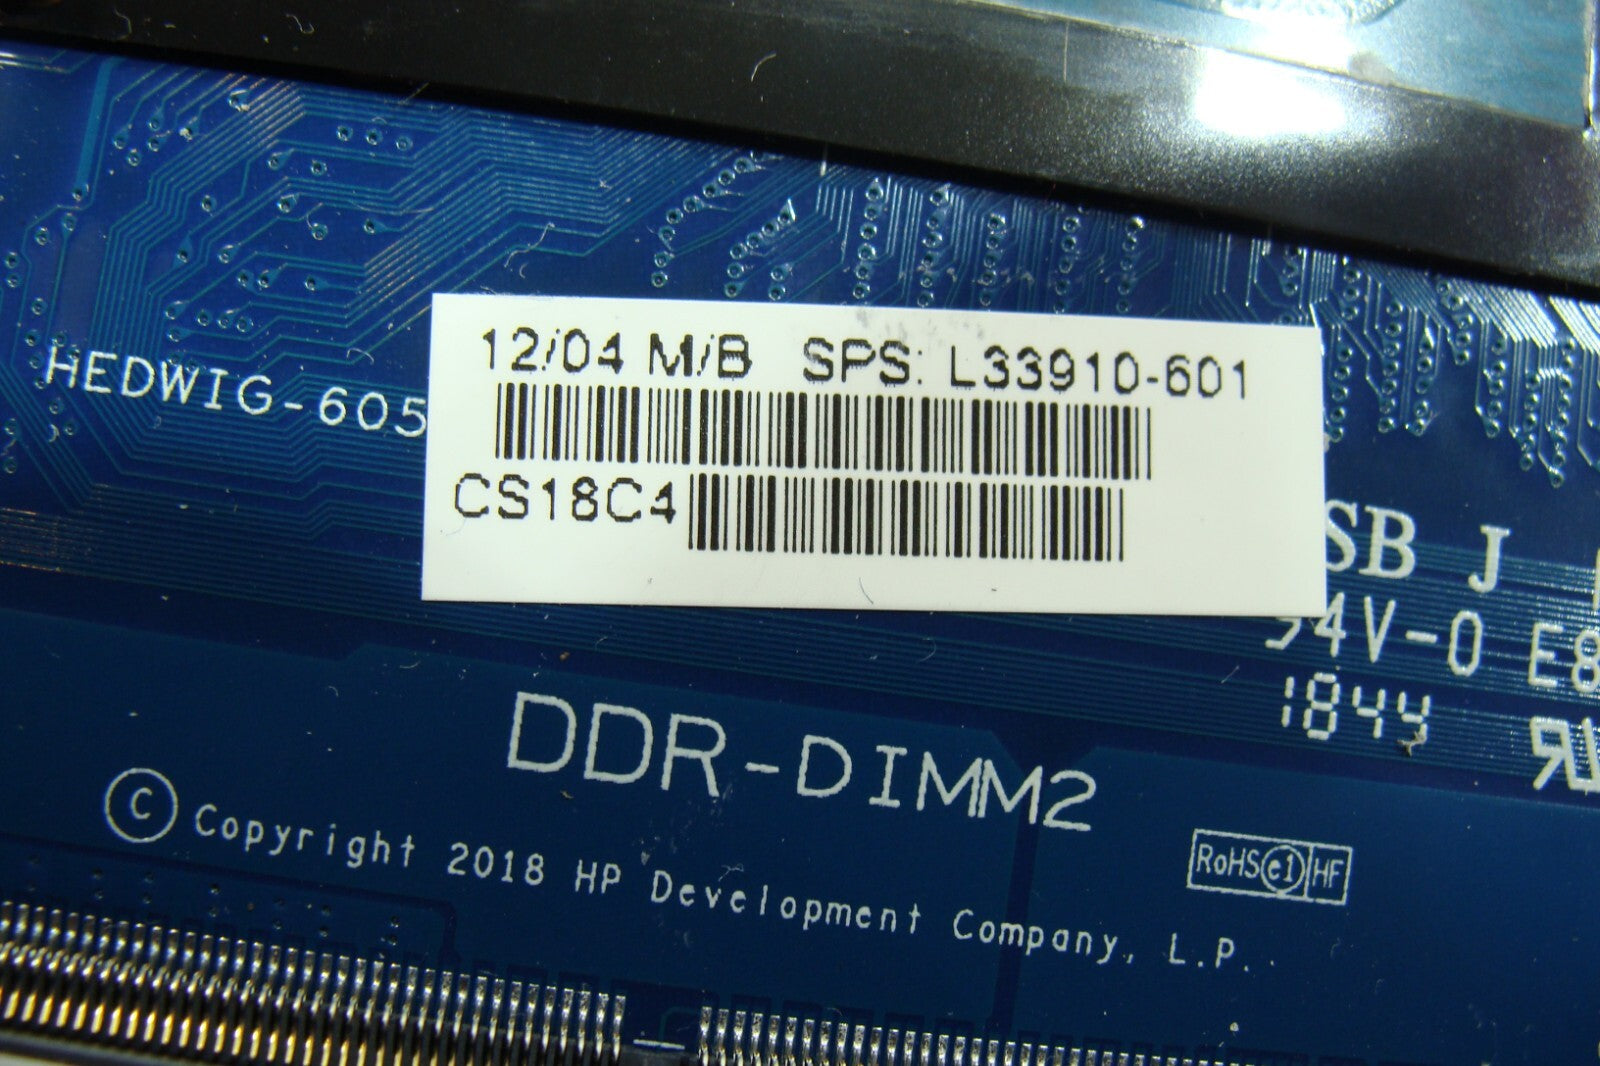 12/04 M/B SPS: L33910-601
HEDWIG-605
CS18C4
SB J
94V-0 E8
1844
DDR-DIMM2
© Copyright 2018 HP Development Company, L.P.
RoHS e1 HF